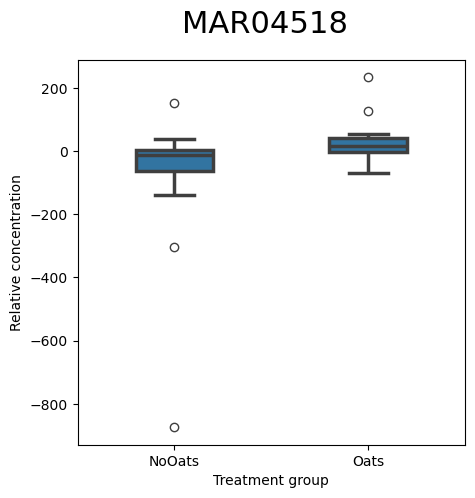 MAR04518
200
0
−200
−400
−600
−800
Relative concentration
NoOats
Oats
Treatment group